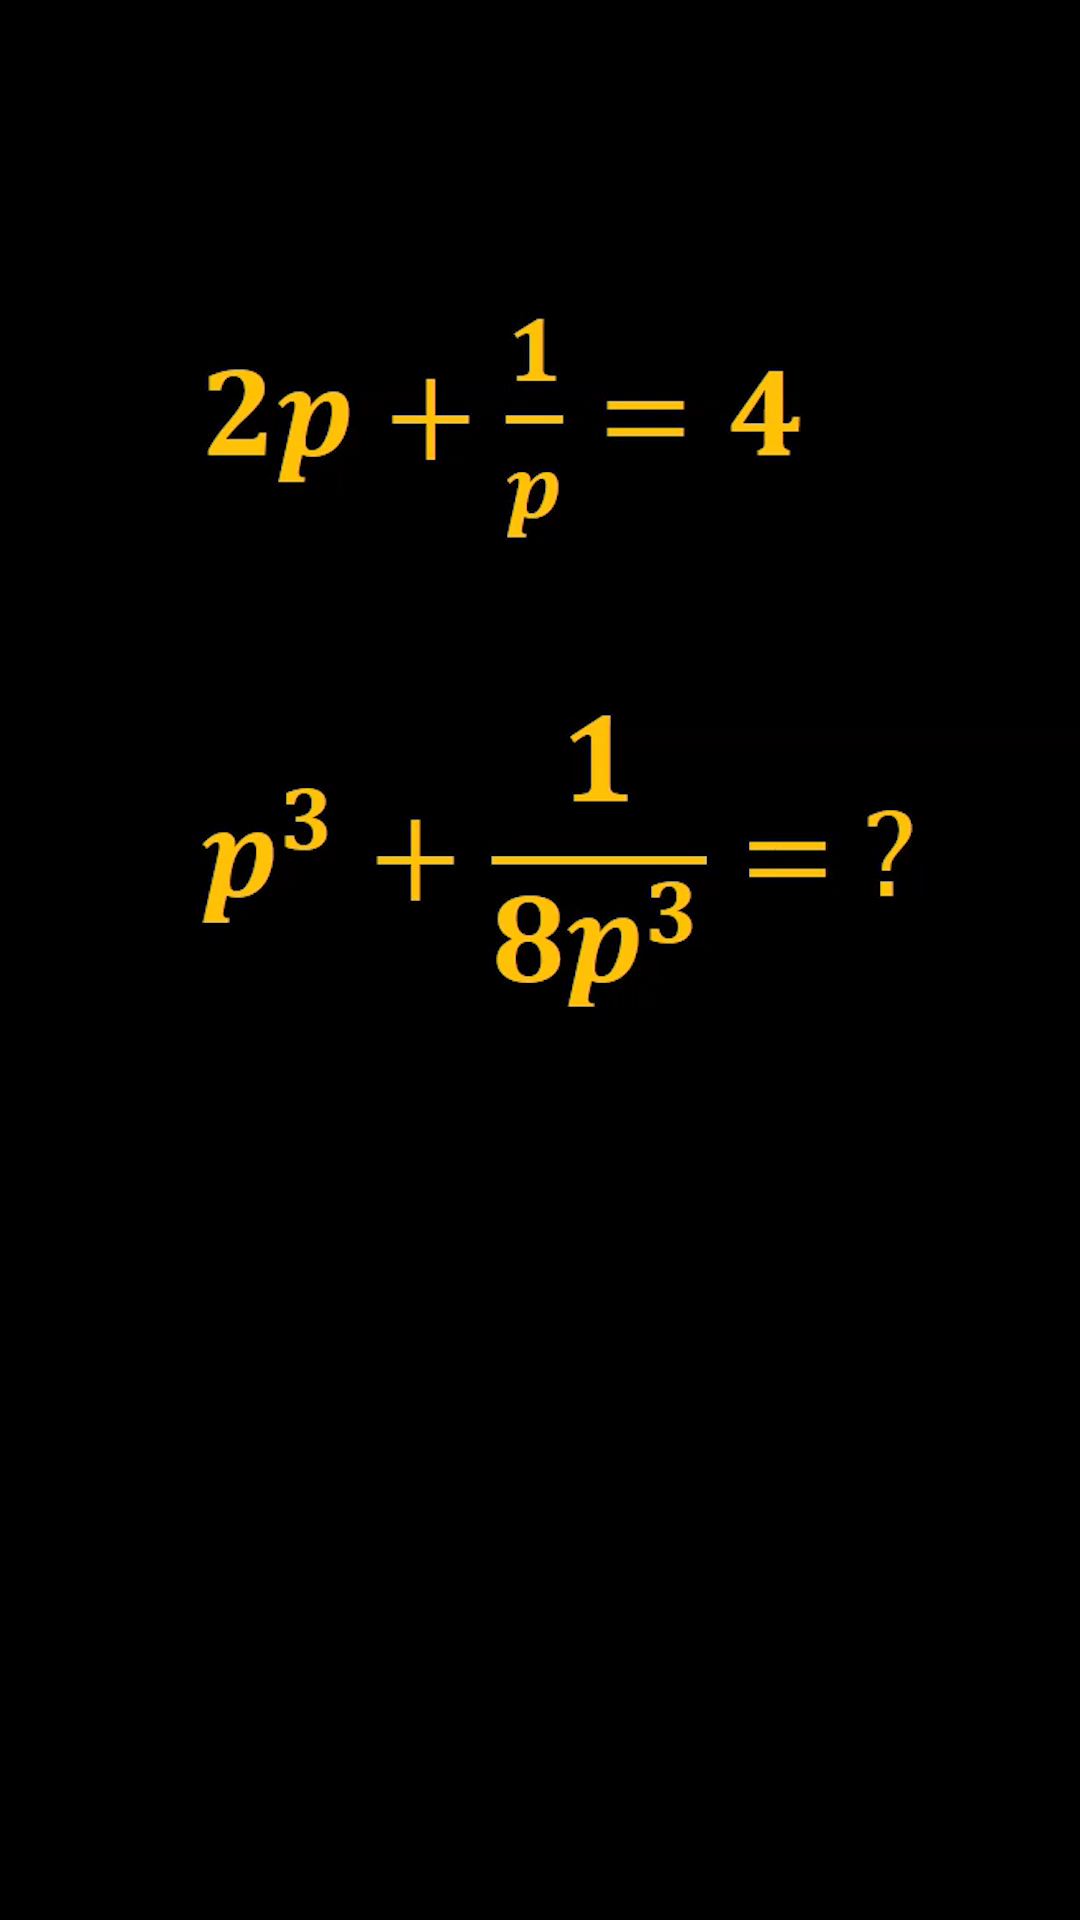 2p + 1/p = 4
p³ + 1/8p³ = ?